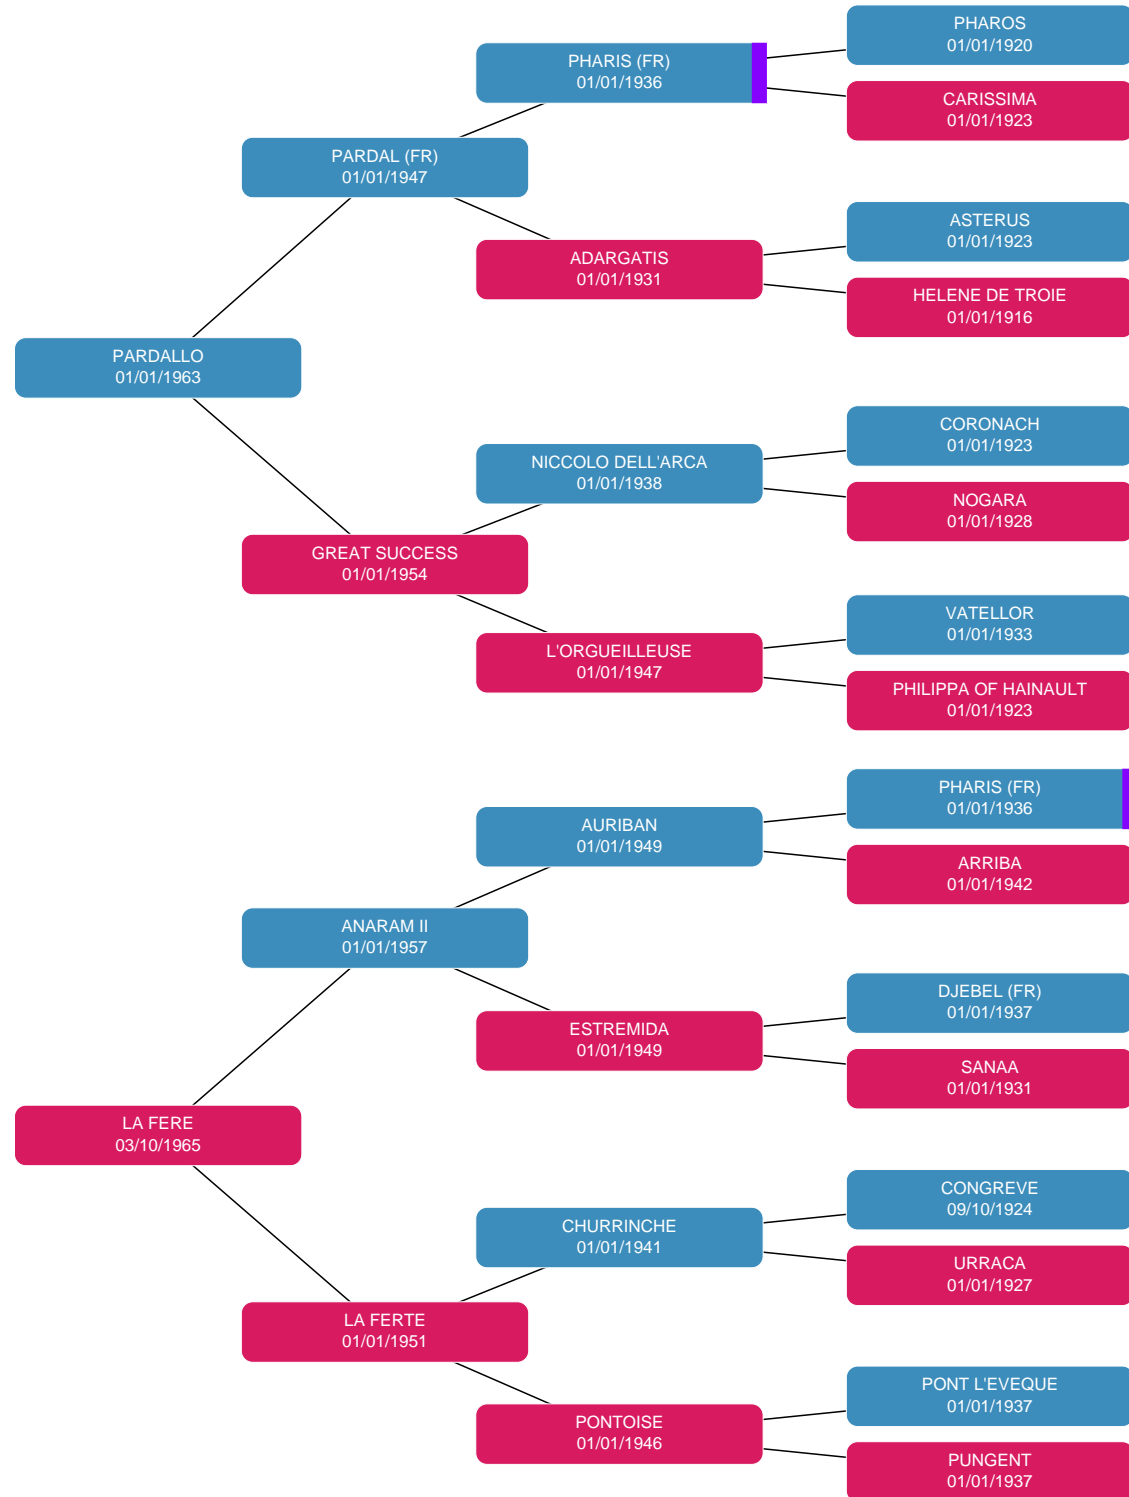 PHAROS
01/01/1920
PHARIS (FR)
01/01/1936
CARISSIMA
01/01/1923
PARDAL (FR)
01/01/1947
ASTERUS
01/01/1923
ADARGATIS
01/01/1931
HELENE DE TROIE
01/01/1916
PARDALLO
01/01/1963
CORONACH
01/01/1923
NICCOLO DELL'ARCA
01/01/1938
NOGARA
01/01/1928
GREAT SUCCESS
01/01/1954
VATELLOR
01/01/1933
L'ORGUEILLEUSE
01/01/1947
PHILIPPA OF HAINAULT
01/01/1923
PHARIS (FR)
01/01/1936
AURIBAN
01/01/1949
ARRIBA
01/01/1942
ANARAM II
01/01/1957
DJEBEL (FR)
01/01/1937
ESTREMIDA
01/01/1949
SANAA
01/01/1931
LA FERE
03/10/1965
CONGREVE
09/10/1924
CHURRINCHE
01/01/1941
URRACA
01/01/1927
LA FERTE
01/01/1951
PONT L'EVEQUE
01/01/1937
PONTOISE
01/01/1946
PUNGENT
01/01/1937